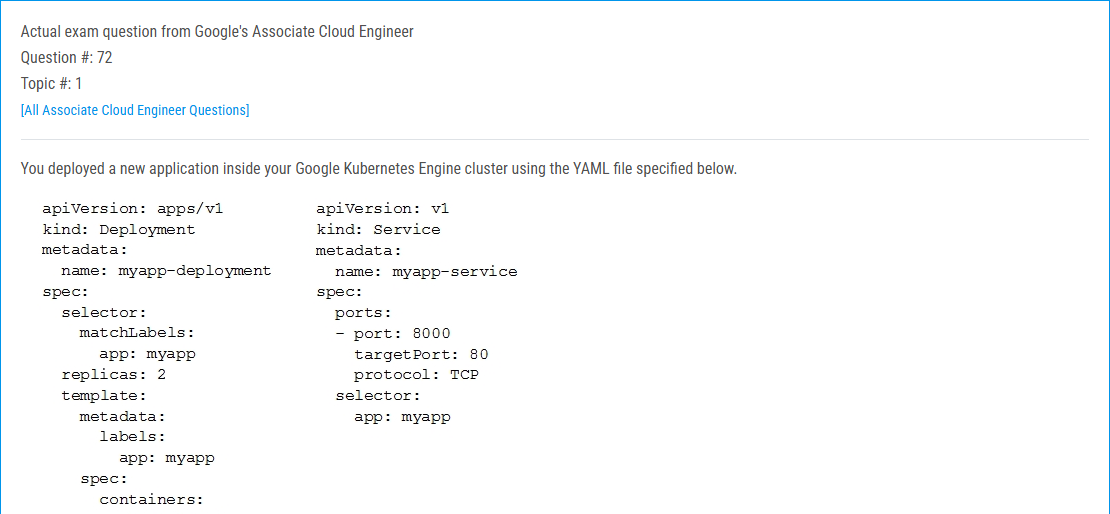 Actual exam question from Google's Associate Cloud Engineer
Question #: 72
Topic #: 1
[All Associate Cloud Engineer Questions]
You deployed a new application inside your Google Kubernetes Engine cluster using the YAML file specified below.
apiVersion: apps/v1
kind: Deployment
metadata:
  name: myapp-deployment
spec:
  selector:
    matchLabels:
      app: myapp
  replicas: 2
  template:
    metadata:
      labels:
        app: myapp
    spec:
      containers:
apiVersion: v1
kind: Service
metadata:
  name: myapp-service
spec:
  ports:
  - port: 8000
    targetPort: 80
    protocol: TCP
  selector:
    app: myapp